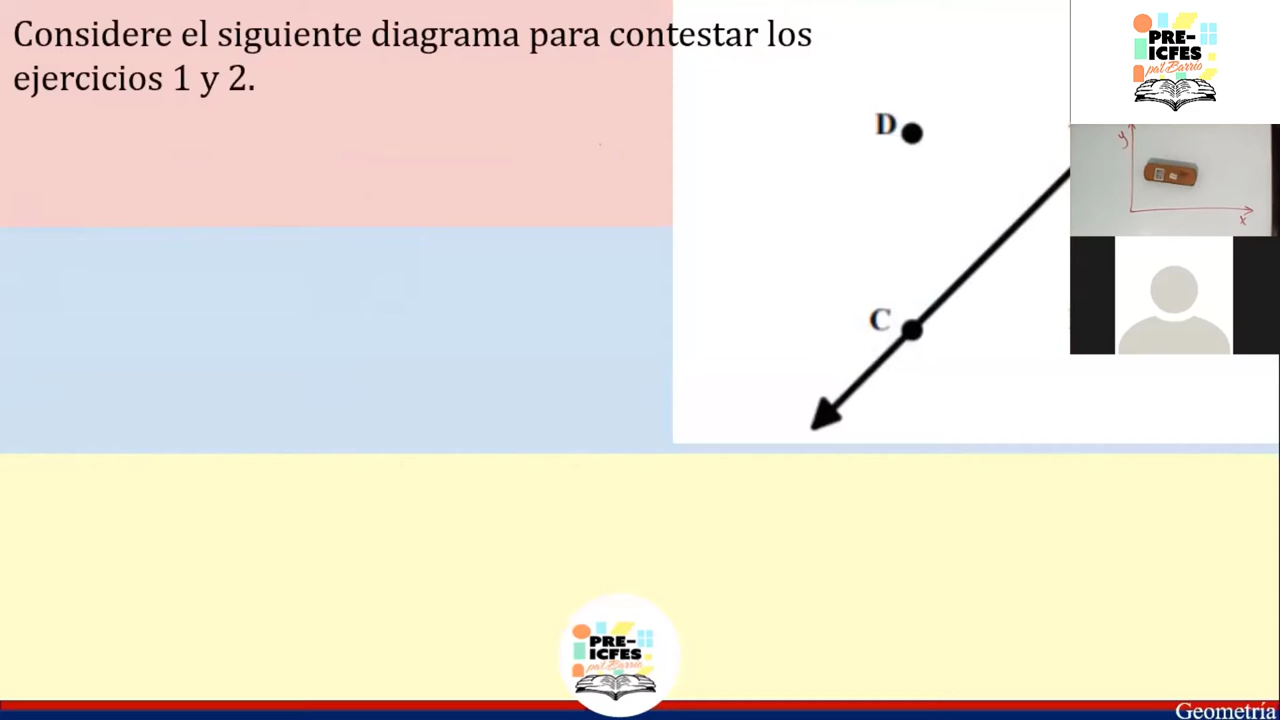 Considere el siguiente diagrama para contestar los
ejercicios 1 y 2.
D
C
PRE-
ICFES
pal Barrio
y
x
PRE-
ICFES
pal Barrio
Geometría